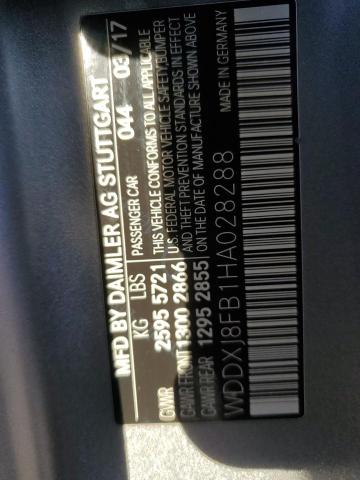 MFD BY DAIMLER AG STUTTGART
044 03/17
KG LBS
GVWR 2595 5721
GAWR FRONT 1300 2866
GAWR REAR 1295 2855
PASSENGER CAR
THIS VEHICLE CONFORMS TO ALL APPLICABLE
U.S. FEDERAL MOTOR VEHICLE SAFETY/BUMPER
AND THEFT STANDARDS IN EFFECT
ON THE DATE OF MANUFACTURE SHOWN ABOVE
WDDXJ8FB1HA028288
MADE IN GERMANY